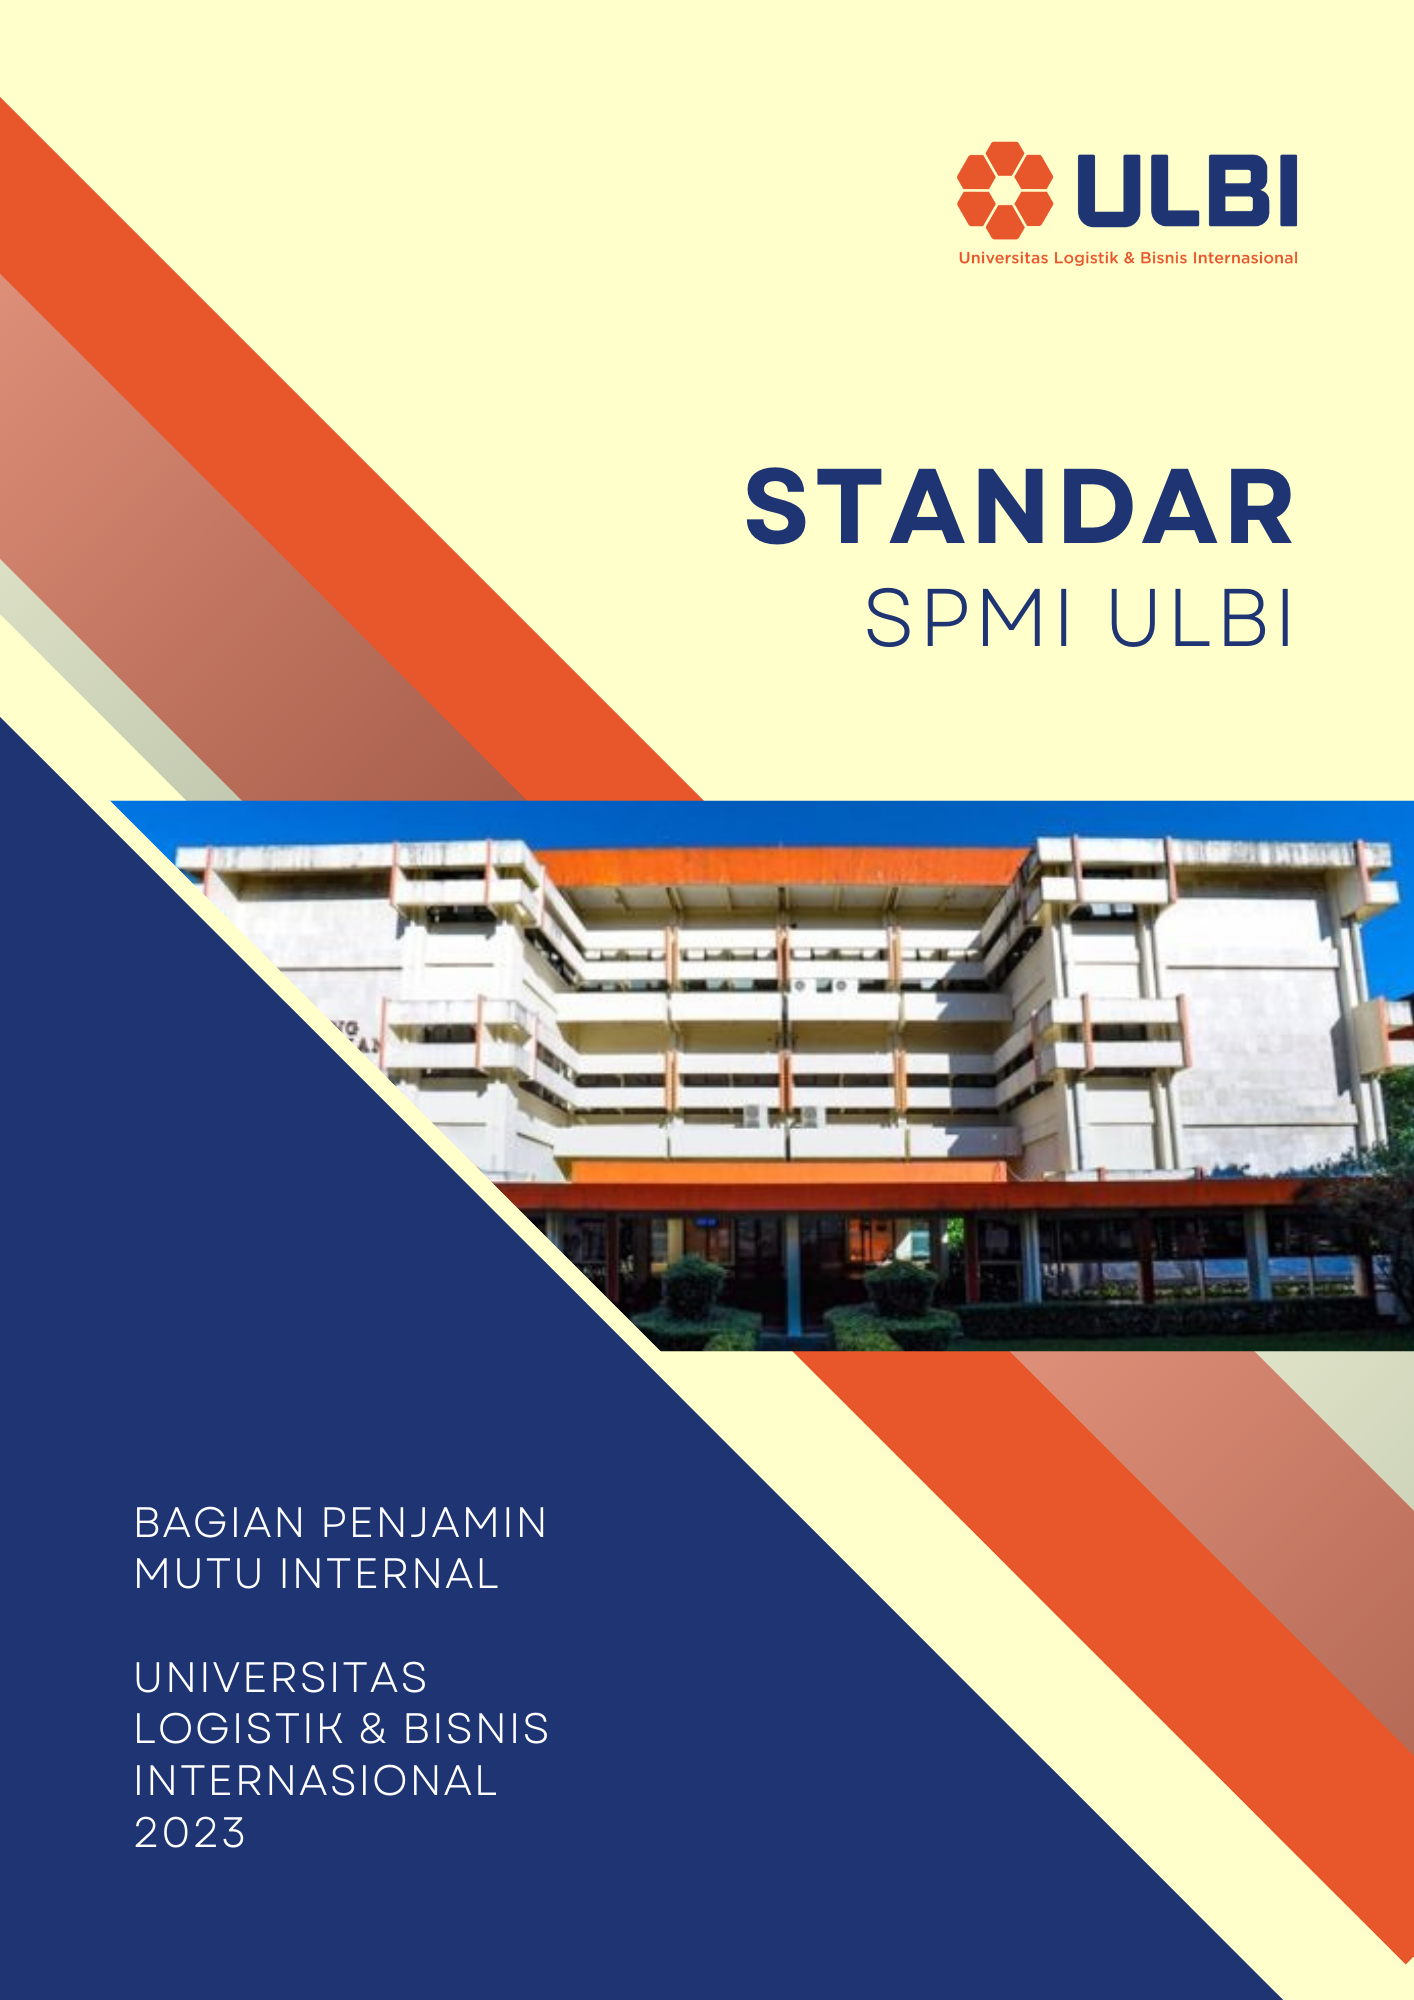 ULBI
Universitas Logistik & Bisnis Internasional
STANDAR
SPMI ULBI
BAGIAN PENJAMIN
MUTU INTERNAL
UNIVERSITAS
LOGISTIK & BISNIS
INTERNASIONAL
2023